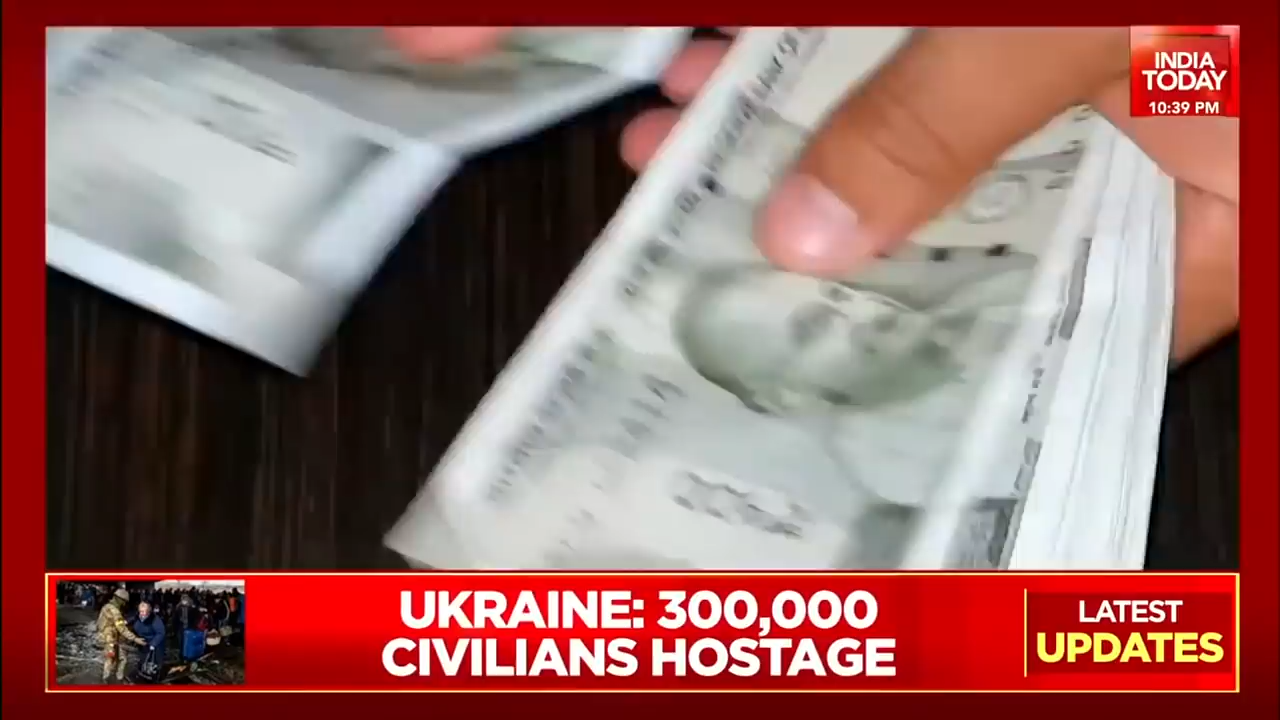 INDIA
TODAY
10:39 PM
UKRAINE: 300,000
CIVILIANS HOSTAGE
LATEST
UPDATES